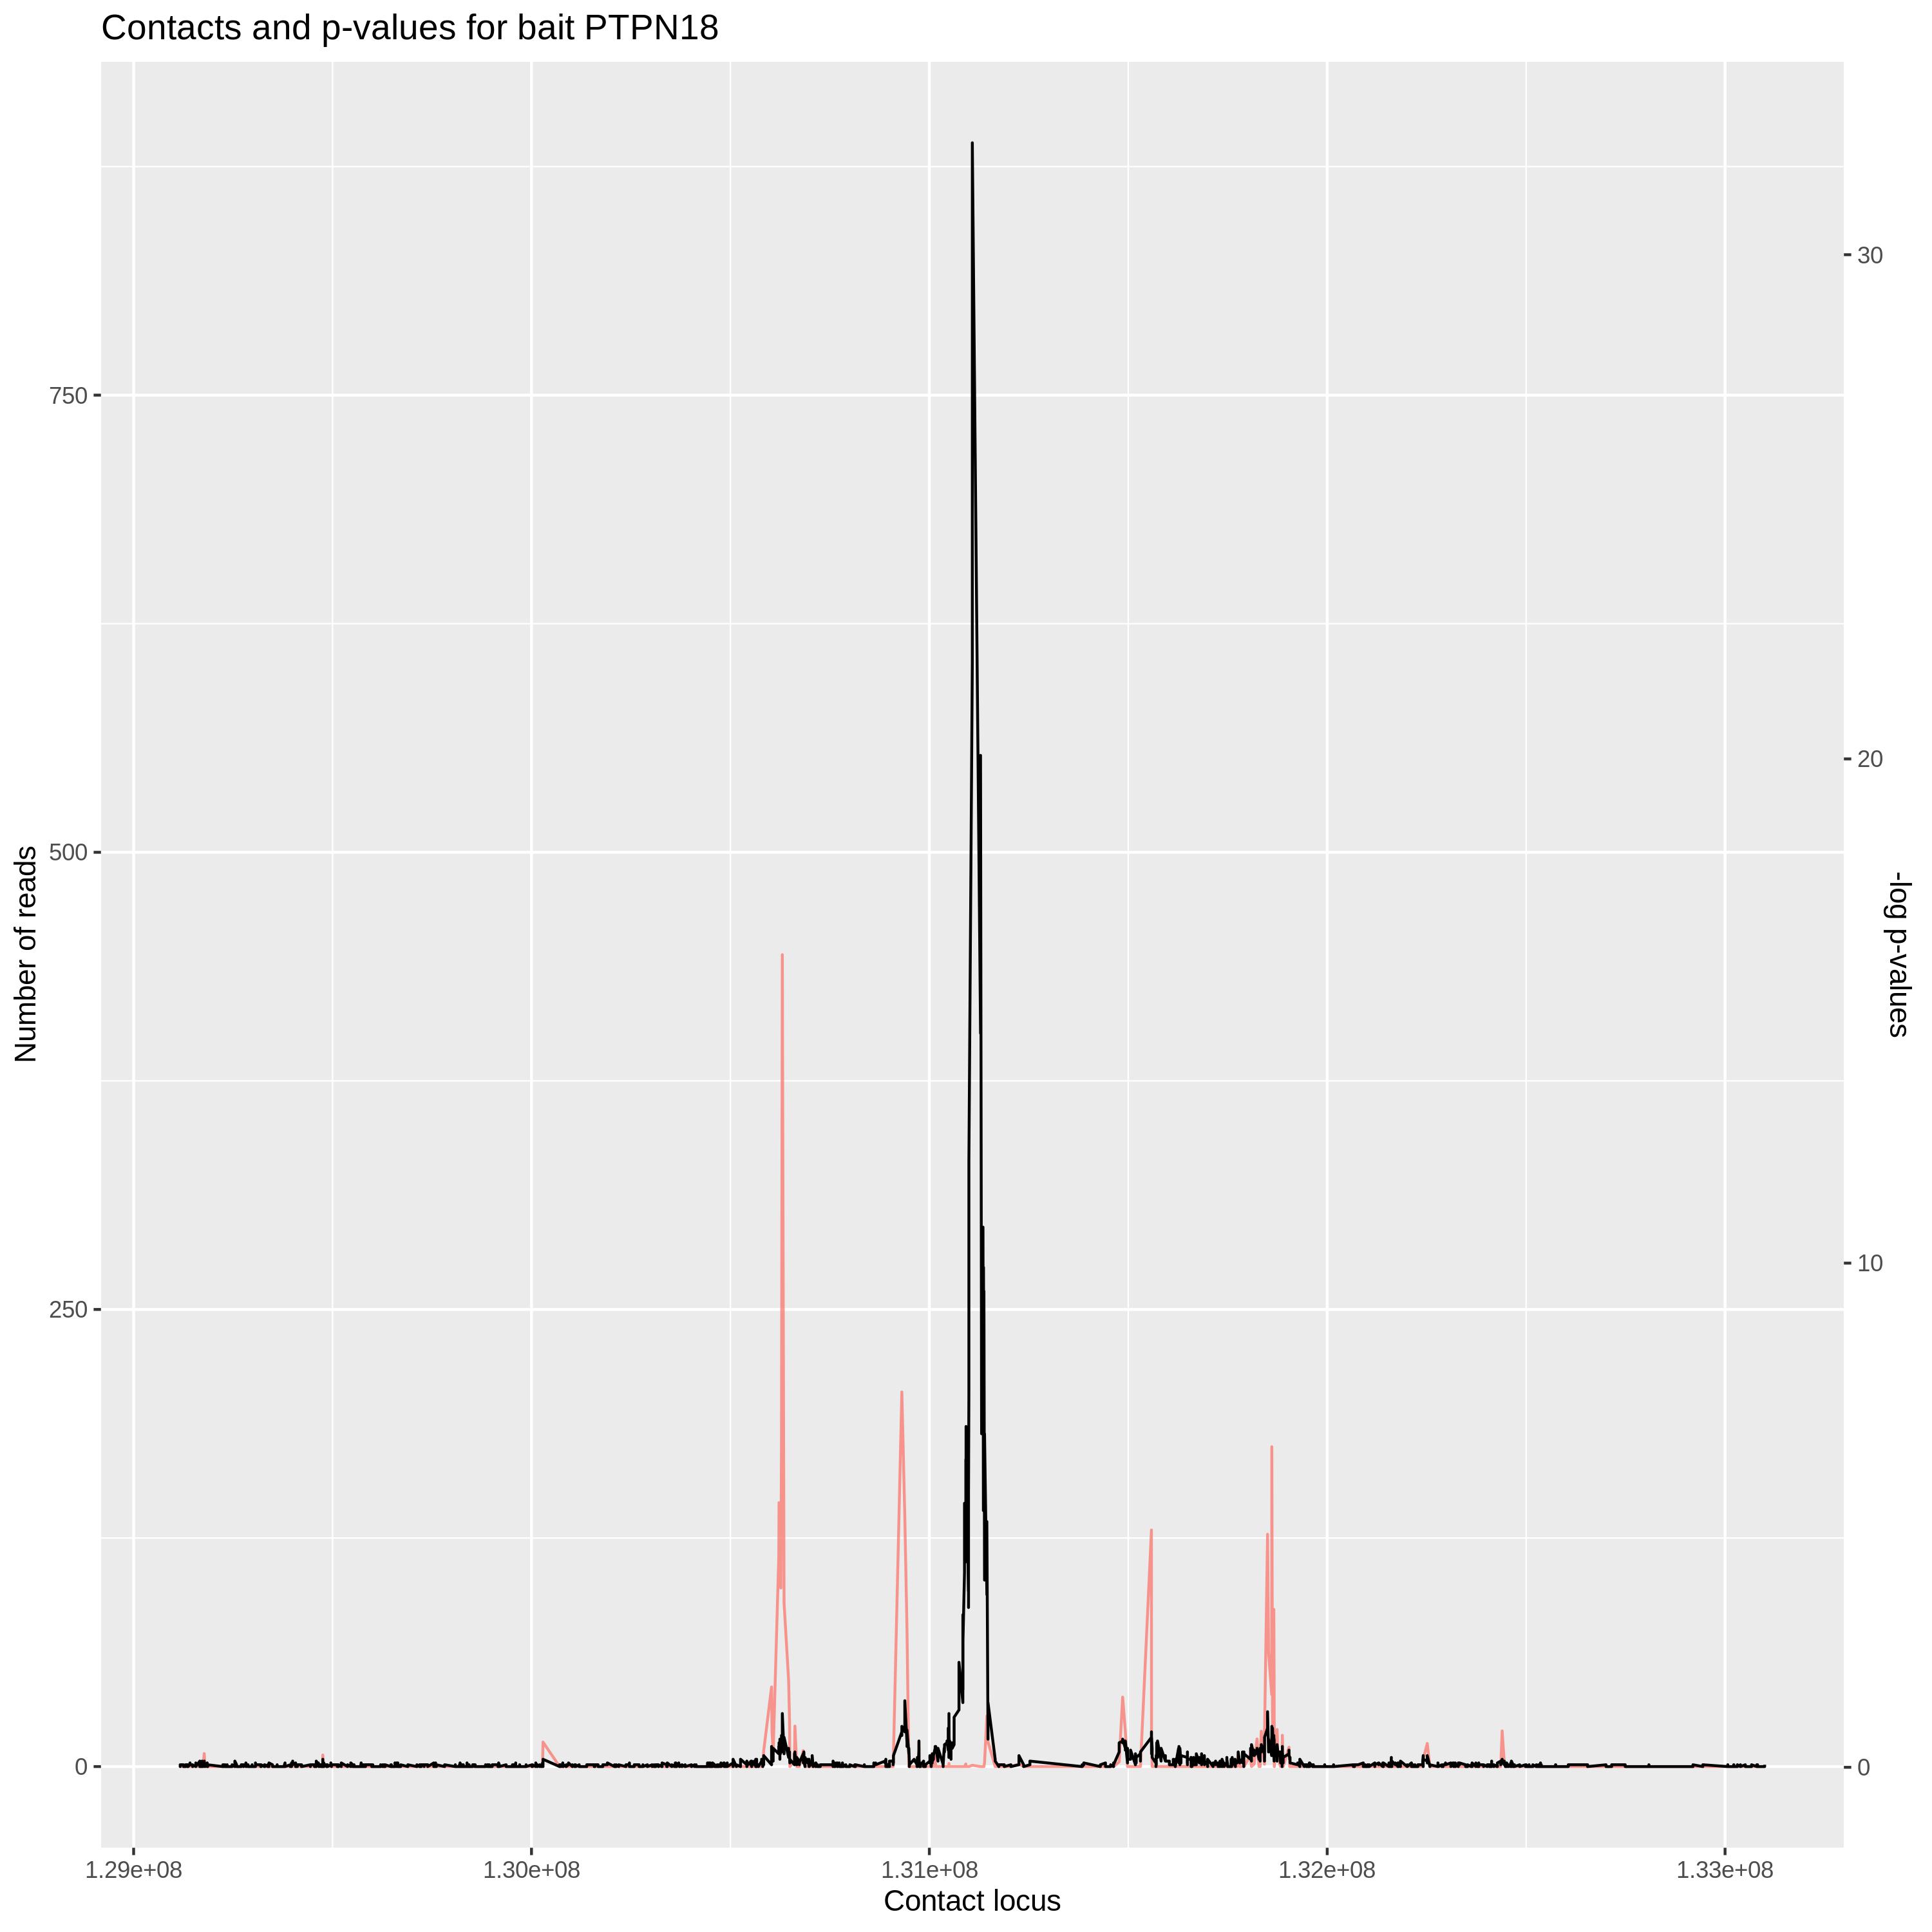 Contacts and p-values for bait PTPN18
750
500
250
0
Number of reads
30
20
10
0
-log p-values
1.29e+08
1.30e+08
1.31e+08
1.32e+08
1.33e+08
Contact locus